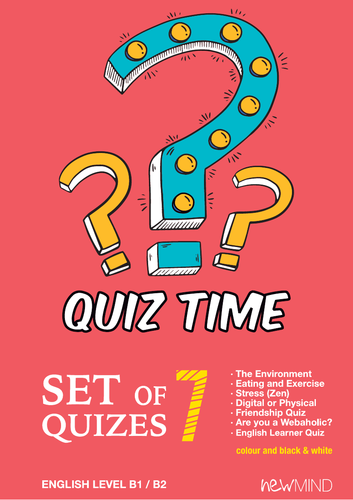 QUIZ TIME
SET OF 7
QUIZES
· The Environment
· Eating and Exercise
· Stress (Zen)
· Digital or Physical
· Friendship Quiz
· Are you a Webaholic?
· English Learner Quiz
colour and black & white
ENGLISH LEVEL B1 / B2
newMIND